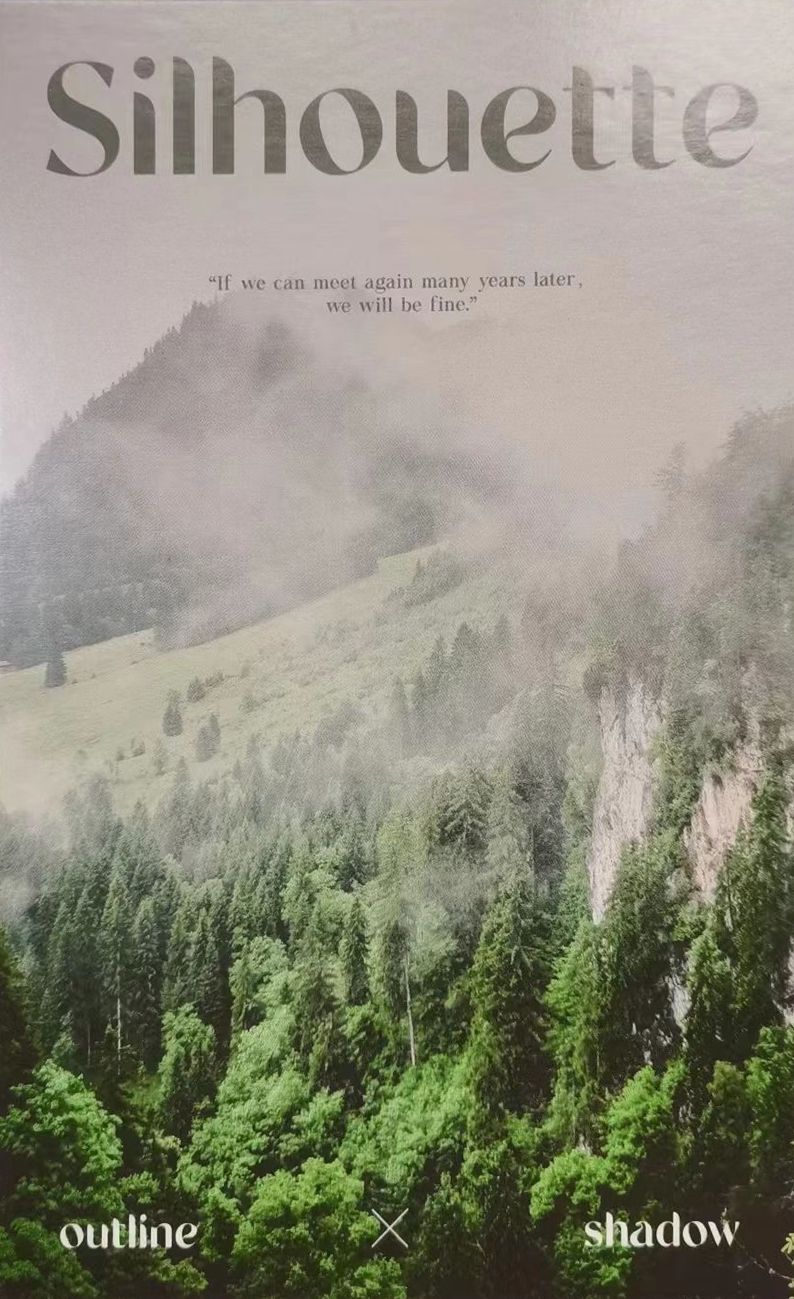 Silhouette
“If we can meet again many years later,
we will be fine.”
outline × shadow